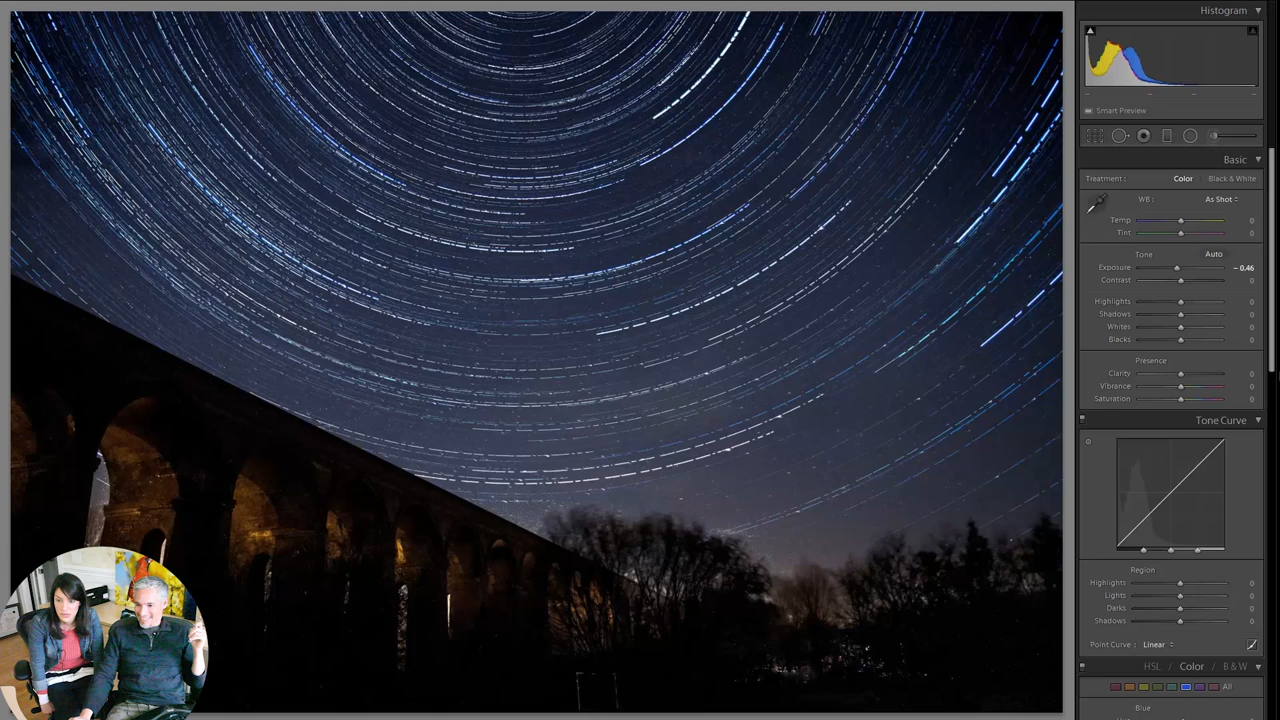 Histogram
Smart Preview
Basic
Treatment : Color Black & White
WB : As Shot
Temp 0
Tint 0
Tone Auto
Exposure - 0.46
Contrast 0
Highlights 0
Shadows 0
Whites 0
Blacks 0
Presence
Clarity 0
Vibrance 0
Saturation 0
Tone Curve
Region
Highlights 0
Lights 0
Darks 0
Shadows 0
Point Curve : Linear
HSL / Color / B & W
All
Blue